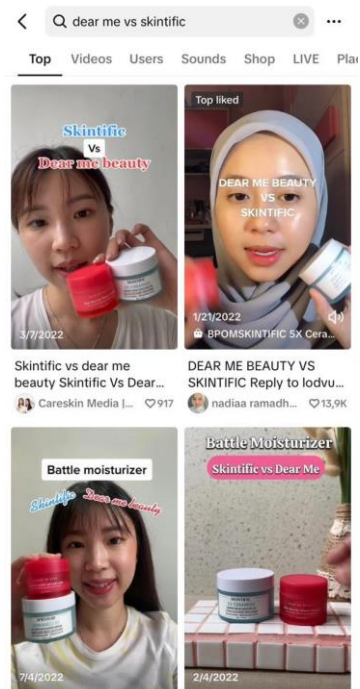 dear me vs skintific
Top Videos Users Sounds Shop LIVE Plac
Skintific
Vs
Dear me beauty
3/7/2022
Top liked
DEAR ME BEAUTY
VS
SKINTIFIC
1/21/2022
BPOMSKINTIFIC 5X Cera...
Skintific vs dear me
beauty Skintific Vs Dear...
Careskin Media |... 917
DEAR ME BEAUTY VS
SKINTIFIC Reply to lodvu...
nadiaa ramadh... 13,9K
Battle moisturizer
Skintific Dear me beauty
7/4/2022
Battle Moisturizer
Skintific vs Dear Me
2/4/2022